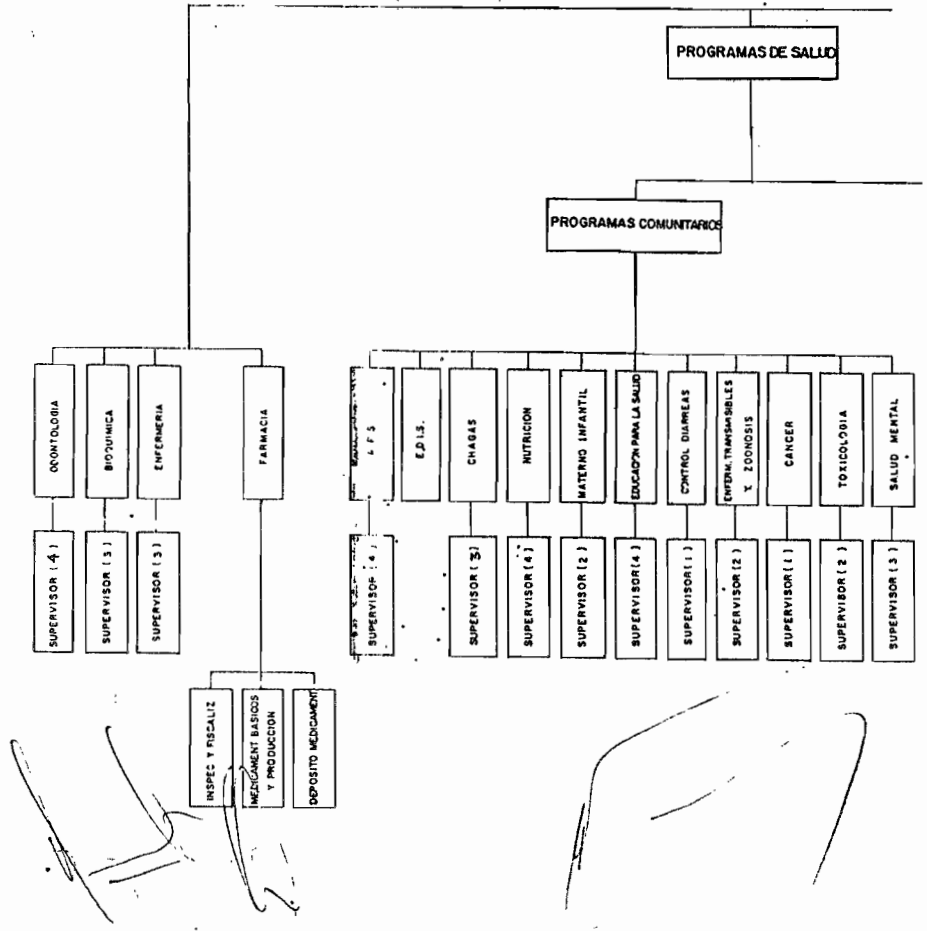 PROGRAMAS DE SALUD
PROGRAMAS COMUNITARIOS
ODONTOLOGIA
BIOQUIMICA
ENFERMERIA
FARMACIA
E.D.I.S.
CHAGAS
NUTRICION
MATERNO INFANTIL
EDUCACION PARA LA SALUD
CONTROL DIARREAS
ENFERM. TRANSMISIBLES
Y ZOONOSIS
CANCER
TOXICOLOGIA
SALUD MENTAL
SUPERVISOR (4)
SUPERVISOR (3)
SUPERVISOR (3)
SUPERVISOR (4)
SUPERVISOR (3)
SUPERVISOR (4)
SUPERVISOR (2)
SUPERVISOR (4)
SUPERVISOR (1)
SUPERVISOR (2)
SUPERVISOR (1)
SUPERVISOR (2)
SUPERVISOR (3)
INSPEC Y FISCALIZ
MEDICAMENT BASICOS
Y PRODUCCION
DEPOSITO MEDICAMENT